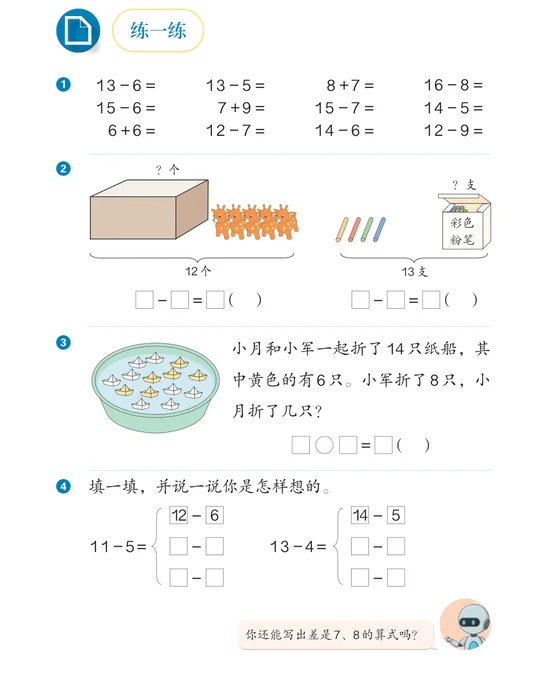 练一练
1 13－6＝ 13－5＝ 8＋7＝ 16－8＝
15－6＝ 7＋9＝ 15－7＝ 14－5＝
6＋6＝ 12－7＝ 14－6＝ 12－9＝
2 ？个 ？支
彩色
粉笔
12个 13支
□－□＝□（ ） □－□＝□（ ）
3 小月和小军一起折了14只纸船，其
中黄色的有6只。小军折了8只，小
月折了几只？
□○□＝□（ ）
4 填一填，并说一说你是怎样想的。
12－6 14－5
11－5＝ □－□ 13－4＝ □－□
□－□ □－□
你还能写出差是7、8的算式吗？